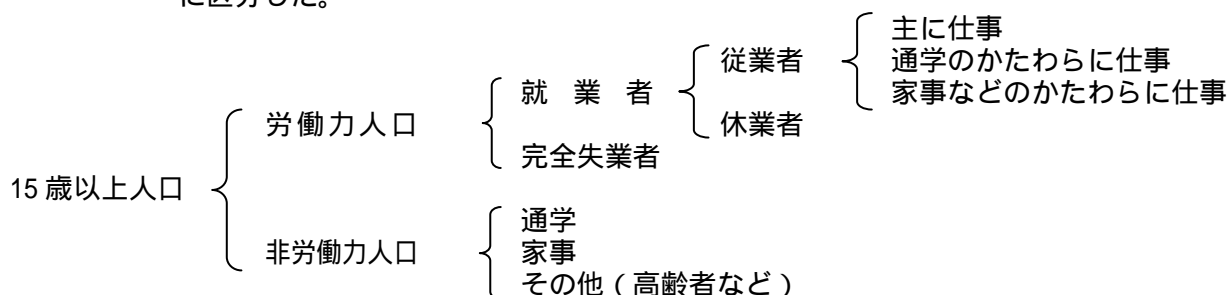 に区分した。
主に仕事
従業者 通学のかたわらに仕事
就業者 家事などのかたわらに仕事
労働力人口 休業者
完全失業者
15歳以上人口
通学
非労働力人口 家事
その他(高齢者など)